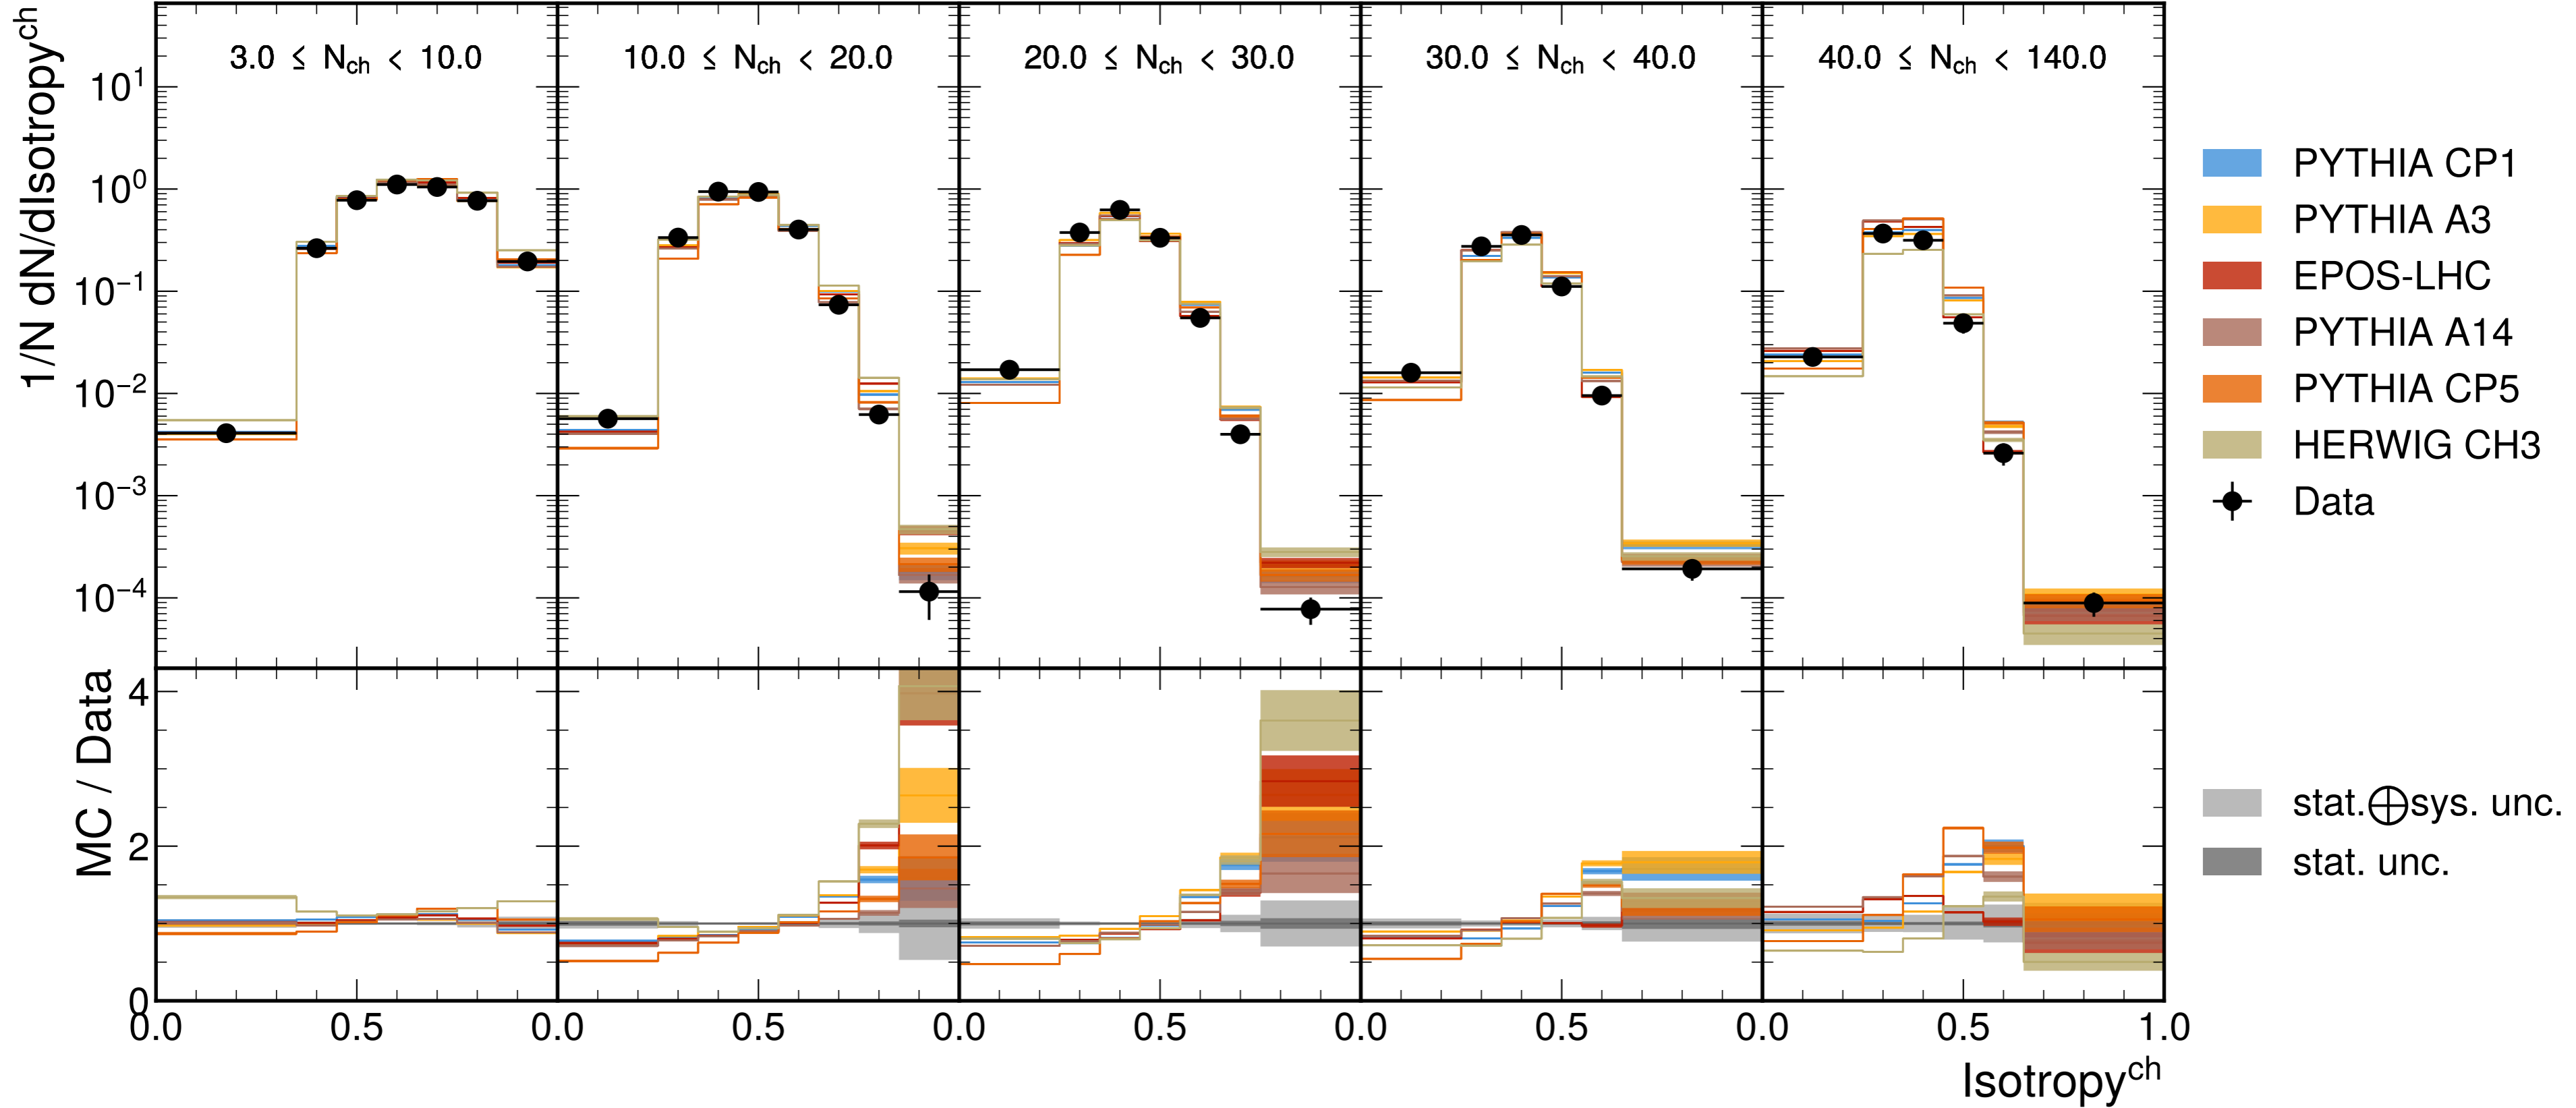 1/N dN/dIsotropy^ch
3.0 ≤ N_ch < 10.0
10.0 ≤ N_ch < 20.0
20.0 ≤ N_ch < 30.0
30.0 ≤ N_ch < 40.0
40.0 ≤ N_ch < 140.0
10^1
10^0
10^−1
10^−2
10^−3
10^−4
PYTHIA CP1
PYTHIA A3
EPOS-LHC
PYTHIA A14
PYTHIA CP5
HERWIG CH3
Data
MC / Data
4
2
0
stat.⊕sys. unc.
stat. unc.
0.0 0.5 0.0 0.5 0.0 0.5 0.0 0.5 0.0 0.5 1.0
Isotropy^ch